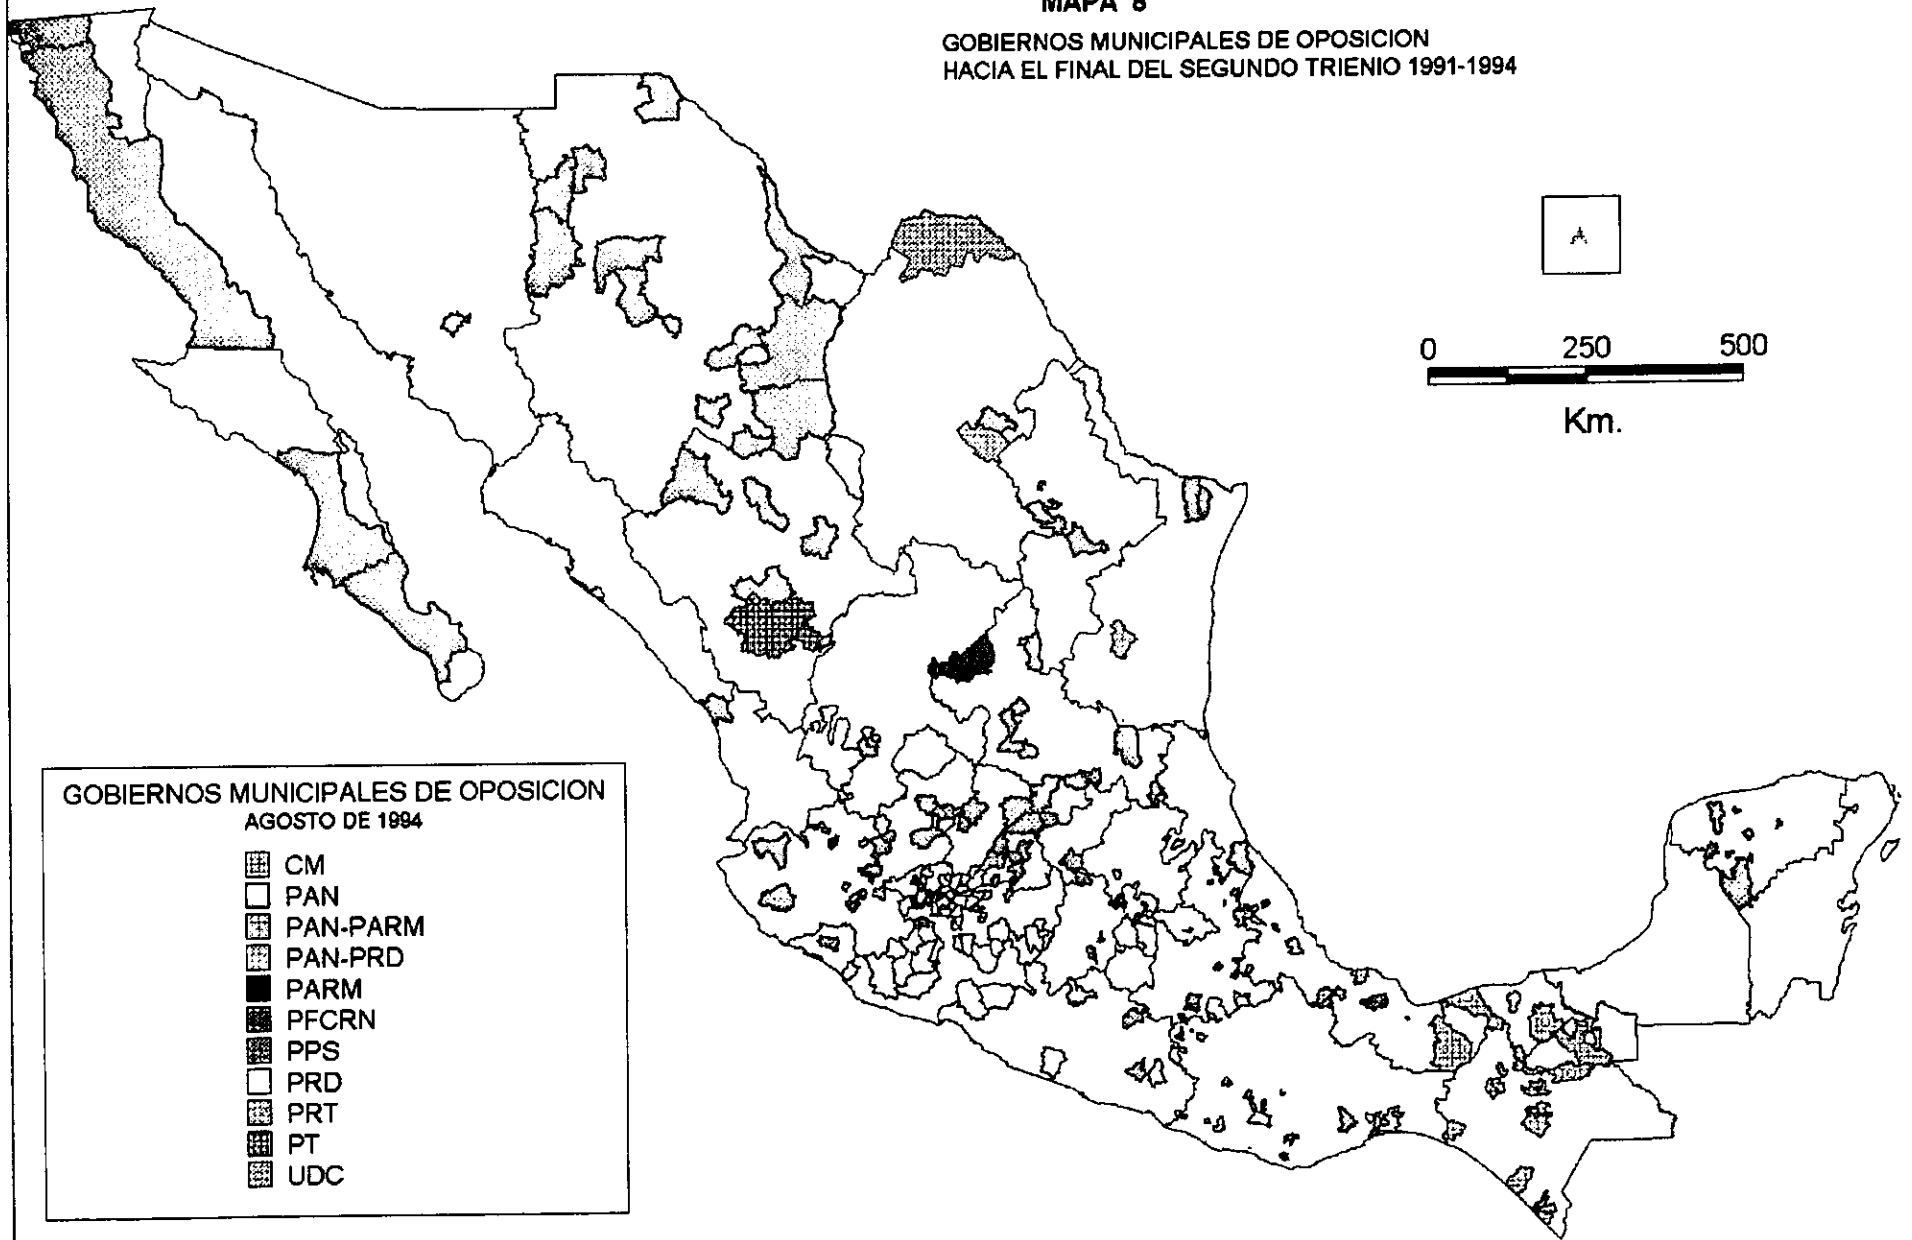 MAPA 8
GOBIERNOS MUNICIPALES DE OPOSICION
HACIA EL FINAL DEL SEGUNDO TRIENIO 1991-1994
0 250 500
Km.
GOBIERNOS MUNICIPALES DE OPOSICION
AGOSTO DE 1994
CM
PAN
PAN-PARM
PAN-PRD
PARM
PFCRN
PPS
PRD
PRT
PT
UDC